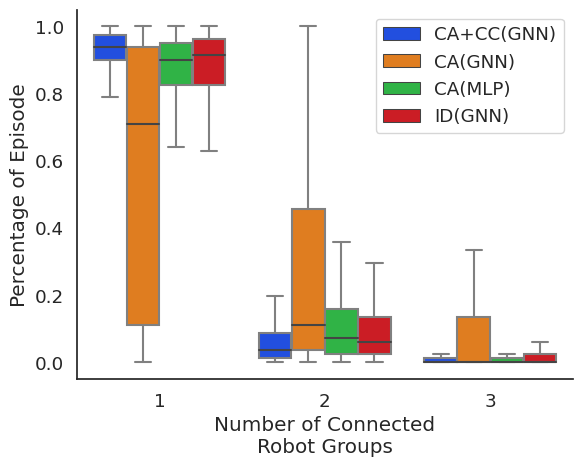 1.0
0.8
0.6
0.4
0.2
0.0
Percentage of Episode
CA+CC(GNN)
CA(GNN)
CA(MLP)
ID(GNN)
1
2
3
Number of Connected
Robot Groups